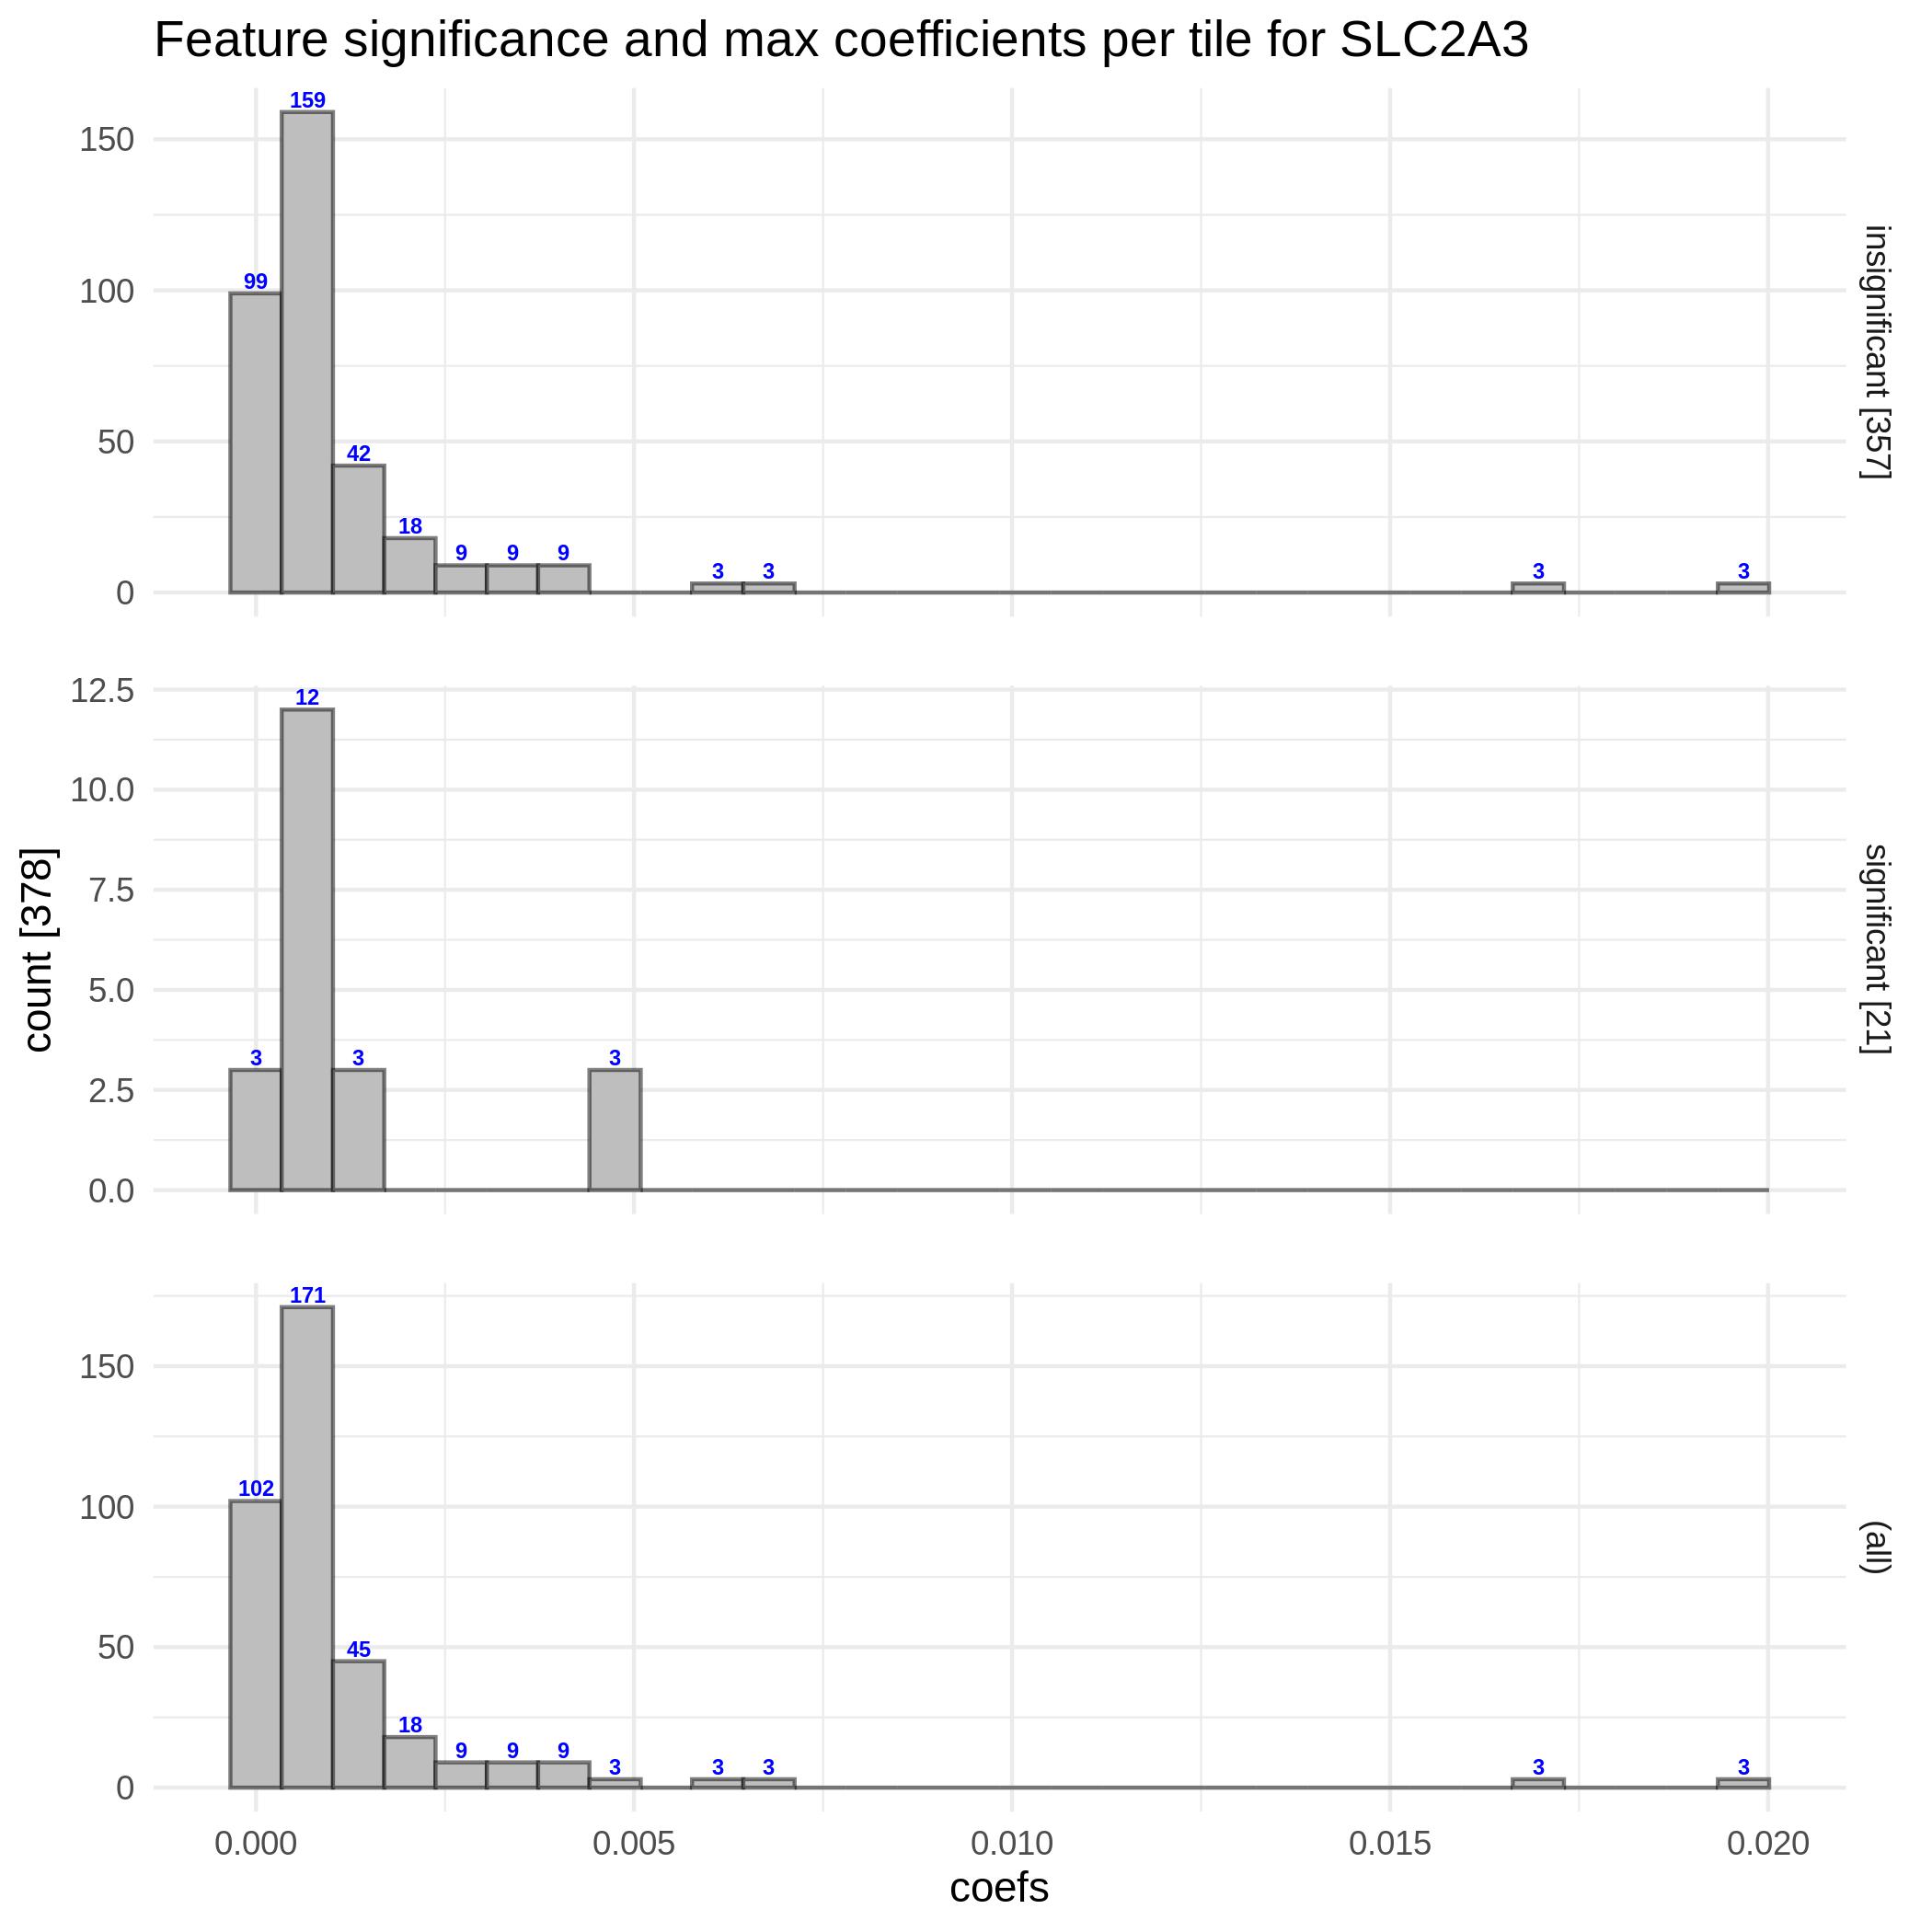 Feature significance and max coefficients per tile for SLC2A3
159
150
99
100
42
50
18
9 9 9
3 3
3 3
0
insignificant [357]
12.5
12
10.0
7.5
5.0
3 3 3
2.5
0.0
significant [21]
count [378]
171
150
102
100
45
50
18
9 9 9
3 3 3
3 3
0
(all)
0.000 0.005 0.010 0.015 0.020
coefs